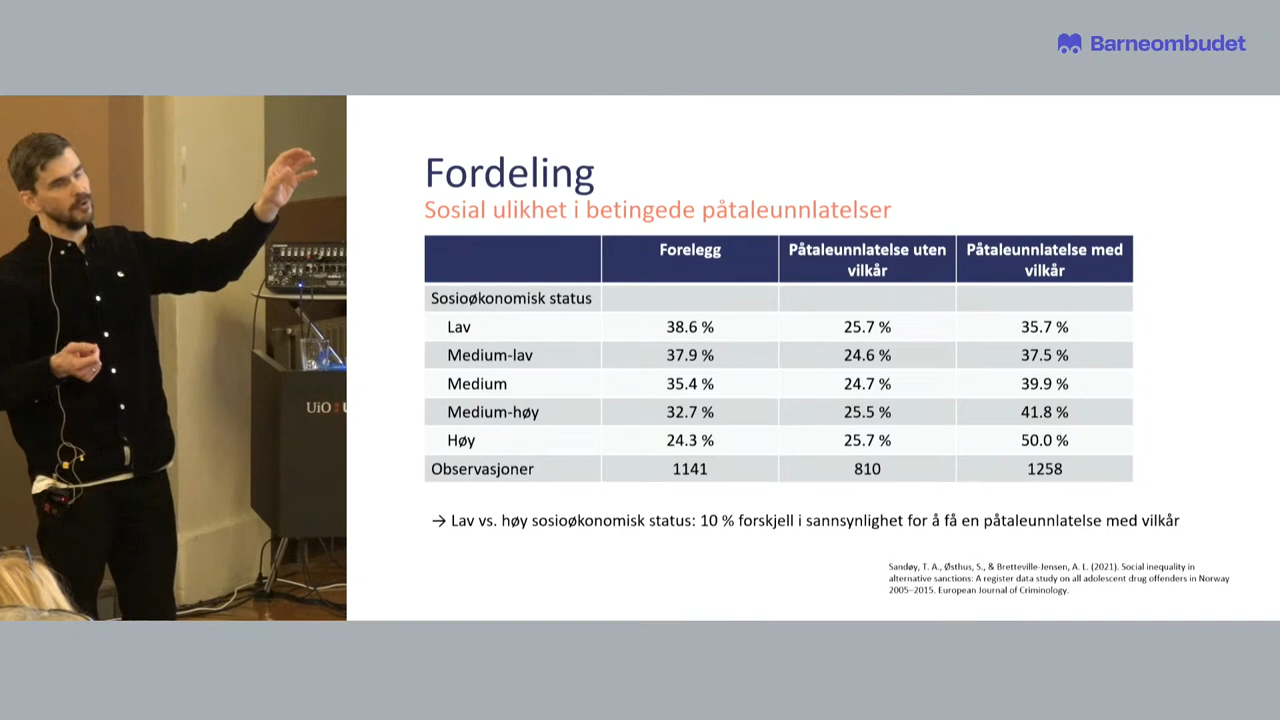 Barneombudet
Fordeling
Sosial ulikhet i betingede påtaleunnlatelser
Forelegg
Påtaleunnlatelse uten
vilkår
Påtaleunnlatelse med
vilkår
Sosioøkonomisk status
Lav 38.6 % 25.7 % 35.7 %
Medium-lav 37.9 % 24.6 % 37.5 %
Medium 35.4 % 24.7 % 39.9 %
Medium-høy 32.7 % 25.5 % 41.8 %
Høy 24.3 % 25.7 % 50.0 %
Observasjoner 1141 810 1258
→ Lav vs. høy sosioøkonomisk status: 10 % forskjell i sannsynlighet for å få en påtaleunnlatelse med vilkår
Sandøy, T. A., Østhus, S., & Bretteville-Jensen, A. L. (2021). Social inequality in
alternative sanctions: A register data study on all adolescent drug offenders in Norway
2005–2015. European Journal of Criminology.
UiO